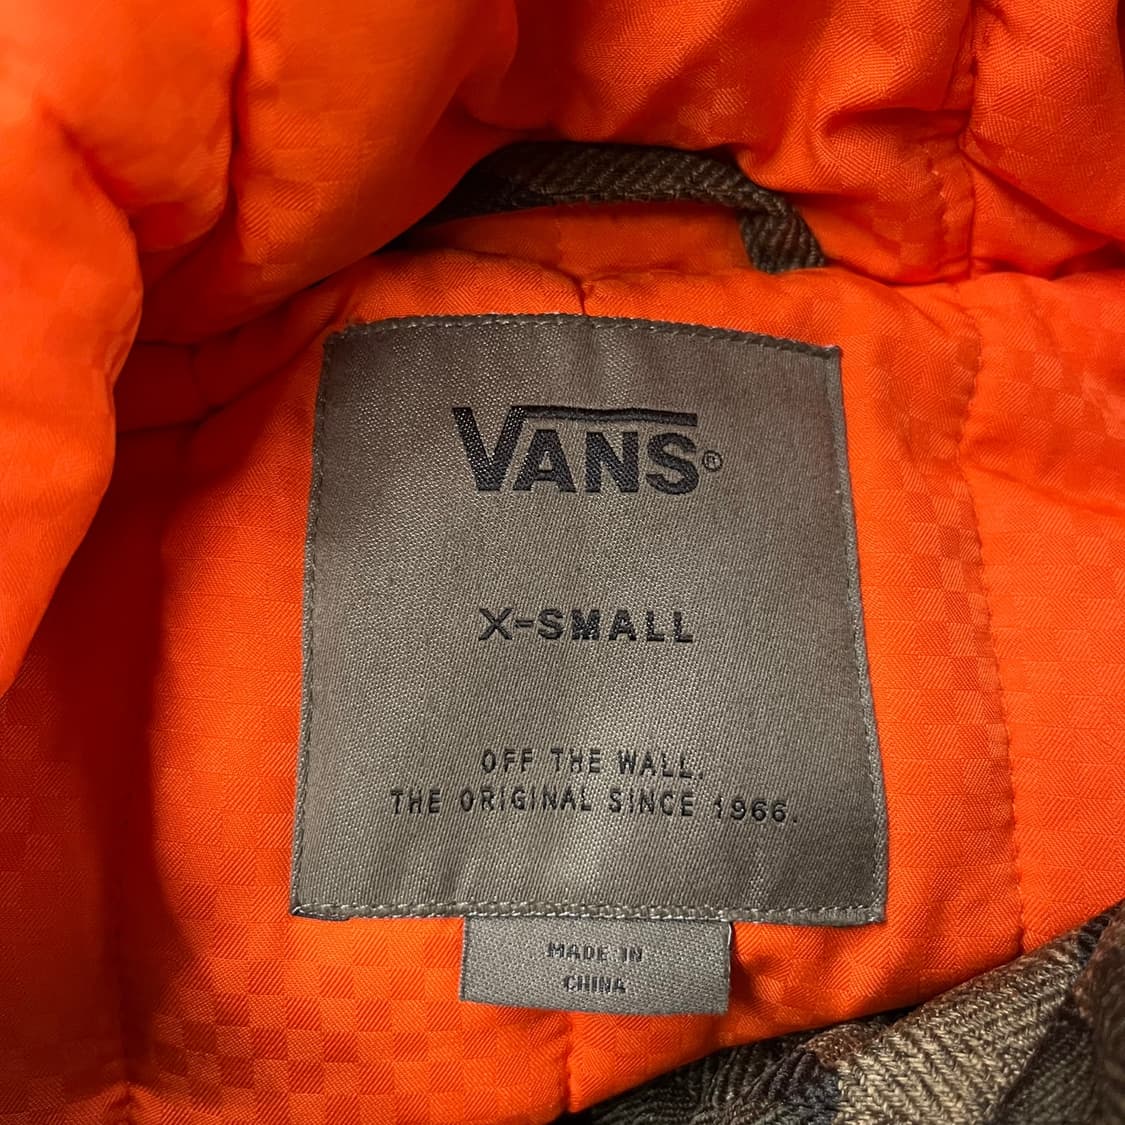 VANS®
X-SMALL
OFF THE WALL.
THE ORIGINAL SINCE 1966.
MADE IN
CHINA